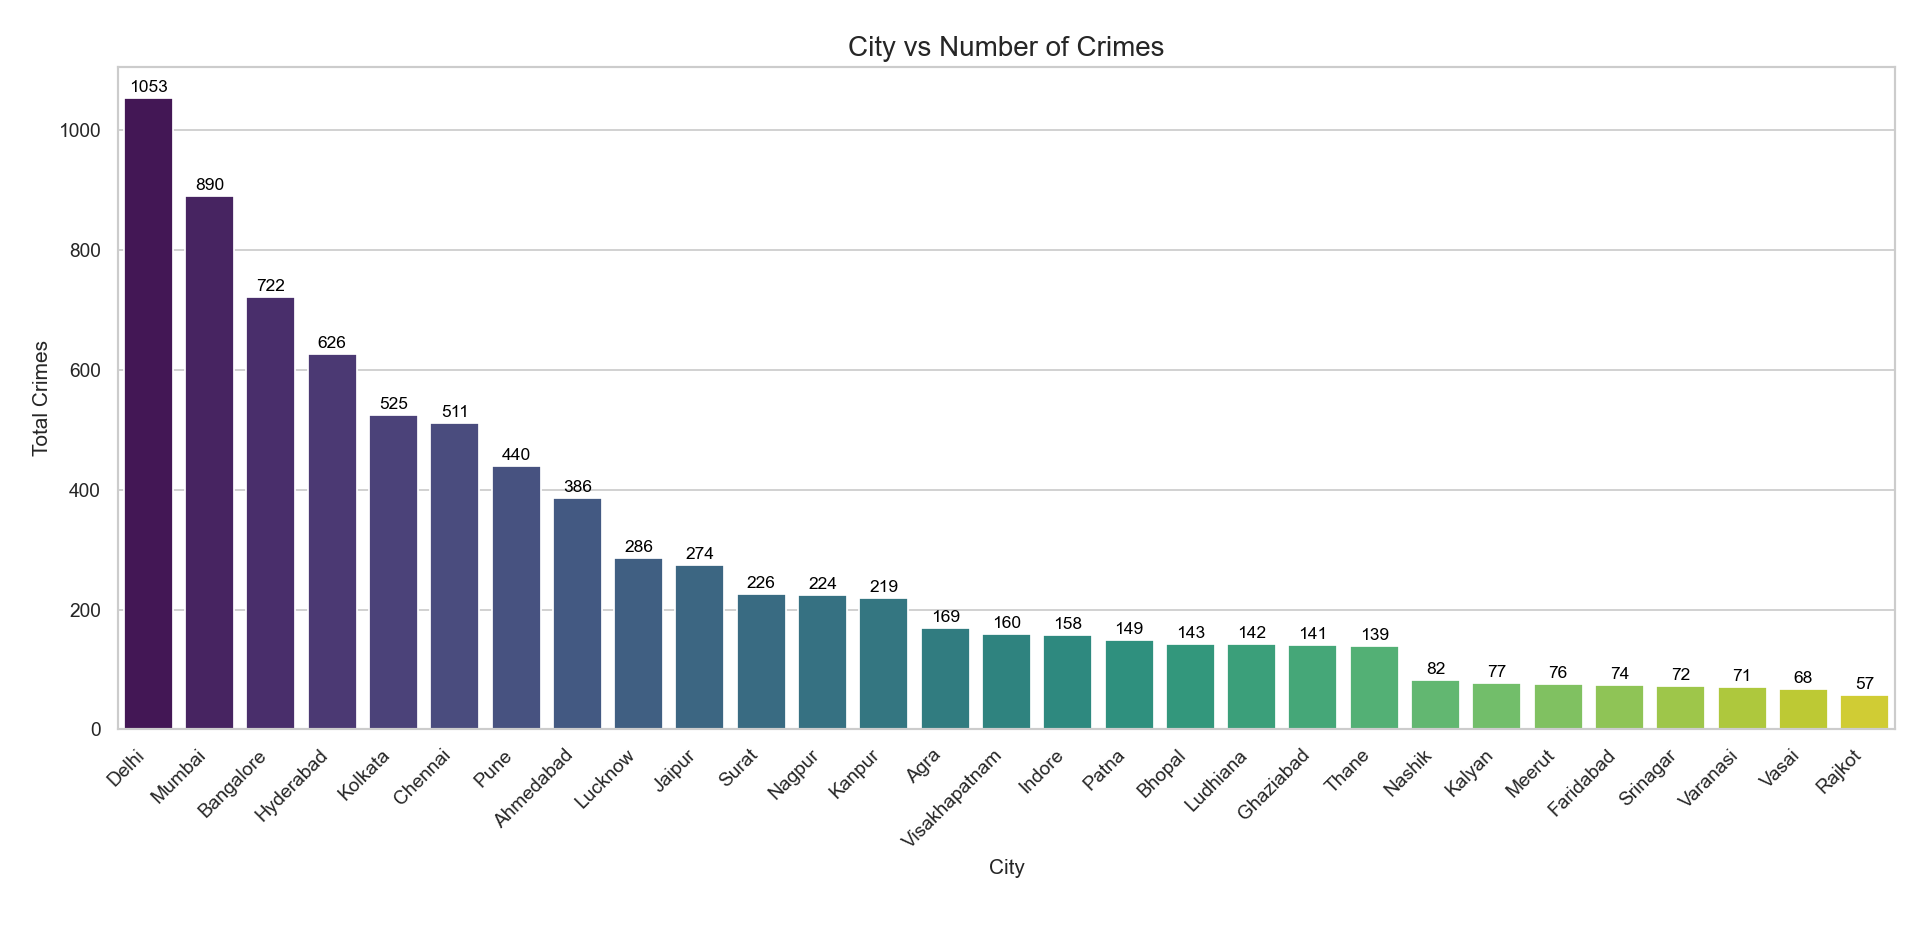 City vs Number of Crimes
Total Crimes
1000
800
600
400
200
0
1053
890
722
626
525
511
440
386
286
274
226
224
219
169
160
158
149
143
142
141
139
82
77
76
74
72
71
68
57
Delhi
Mumbai
Bangalore
Hyderabad
Kolkata
Chennai
Pune
Ahmedabad
Lucknow
Jaipur
Surat
Nagpur
Kanpur
Agra
Visakhapatnam
Indore
Patna
Bhopal
Ludhiana
Ghaziabad
Thane
Nashik
Kalyan
Meerut
Faridabad
Srinagar
Varanasi
Vasai
Rajkot
City